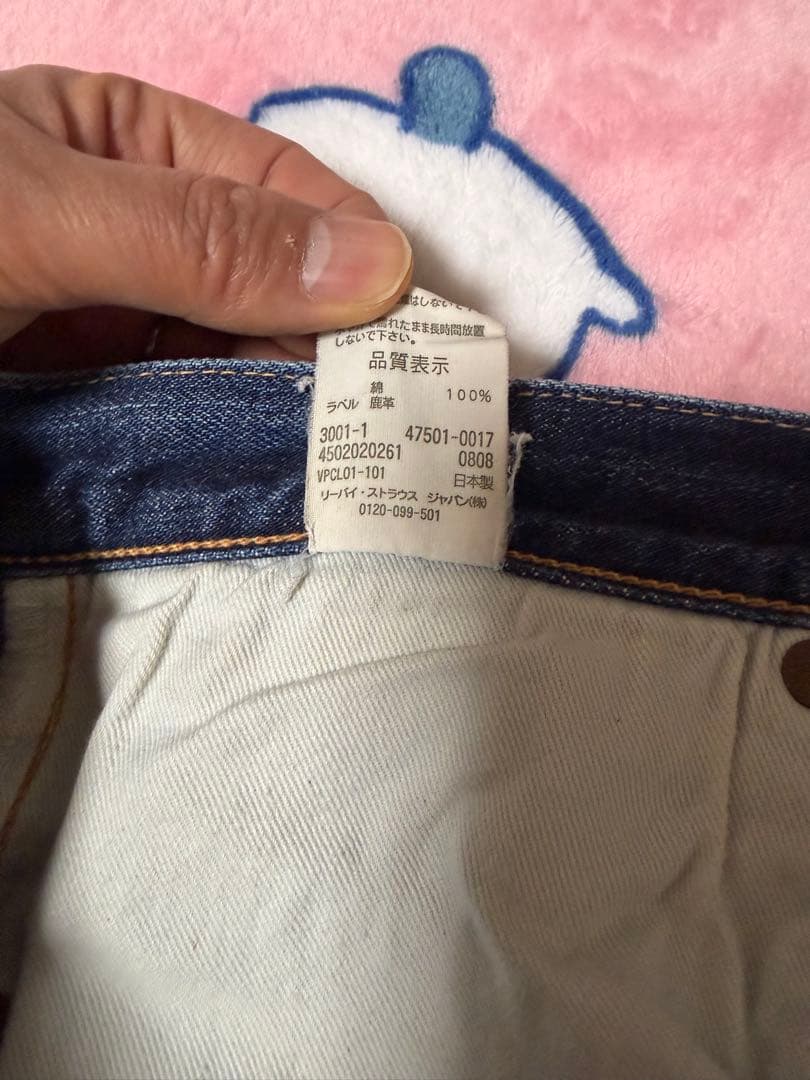 はしないで
濡れたまま長時間放置
しないで下さい。
品質表示
綿 100%
ラベル 鹿革
3001-1 47501-0017
4502020261 0808
VPCL01-101 日本製
リーバイ・ストラウス ジャパン(株)
0120-099-501